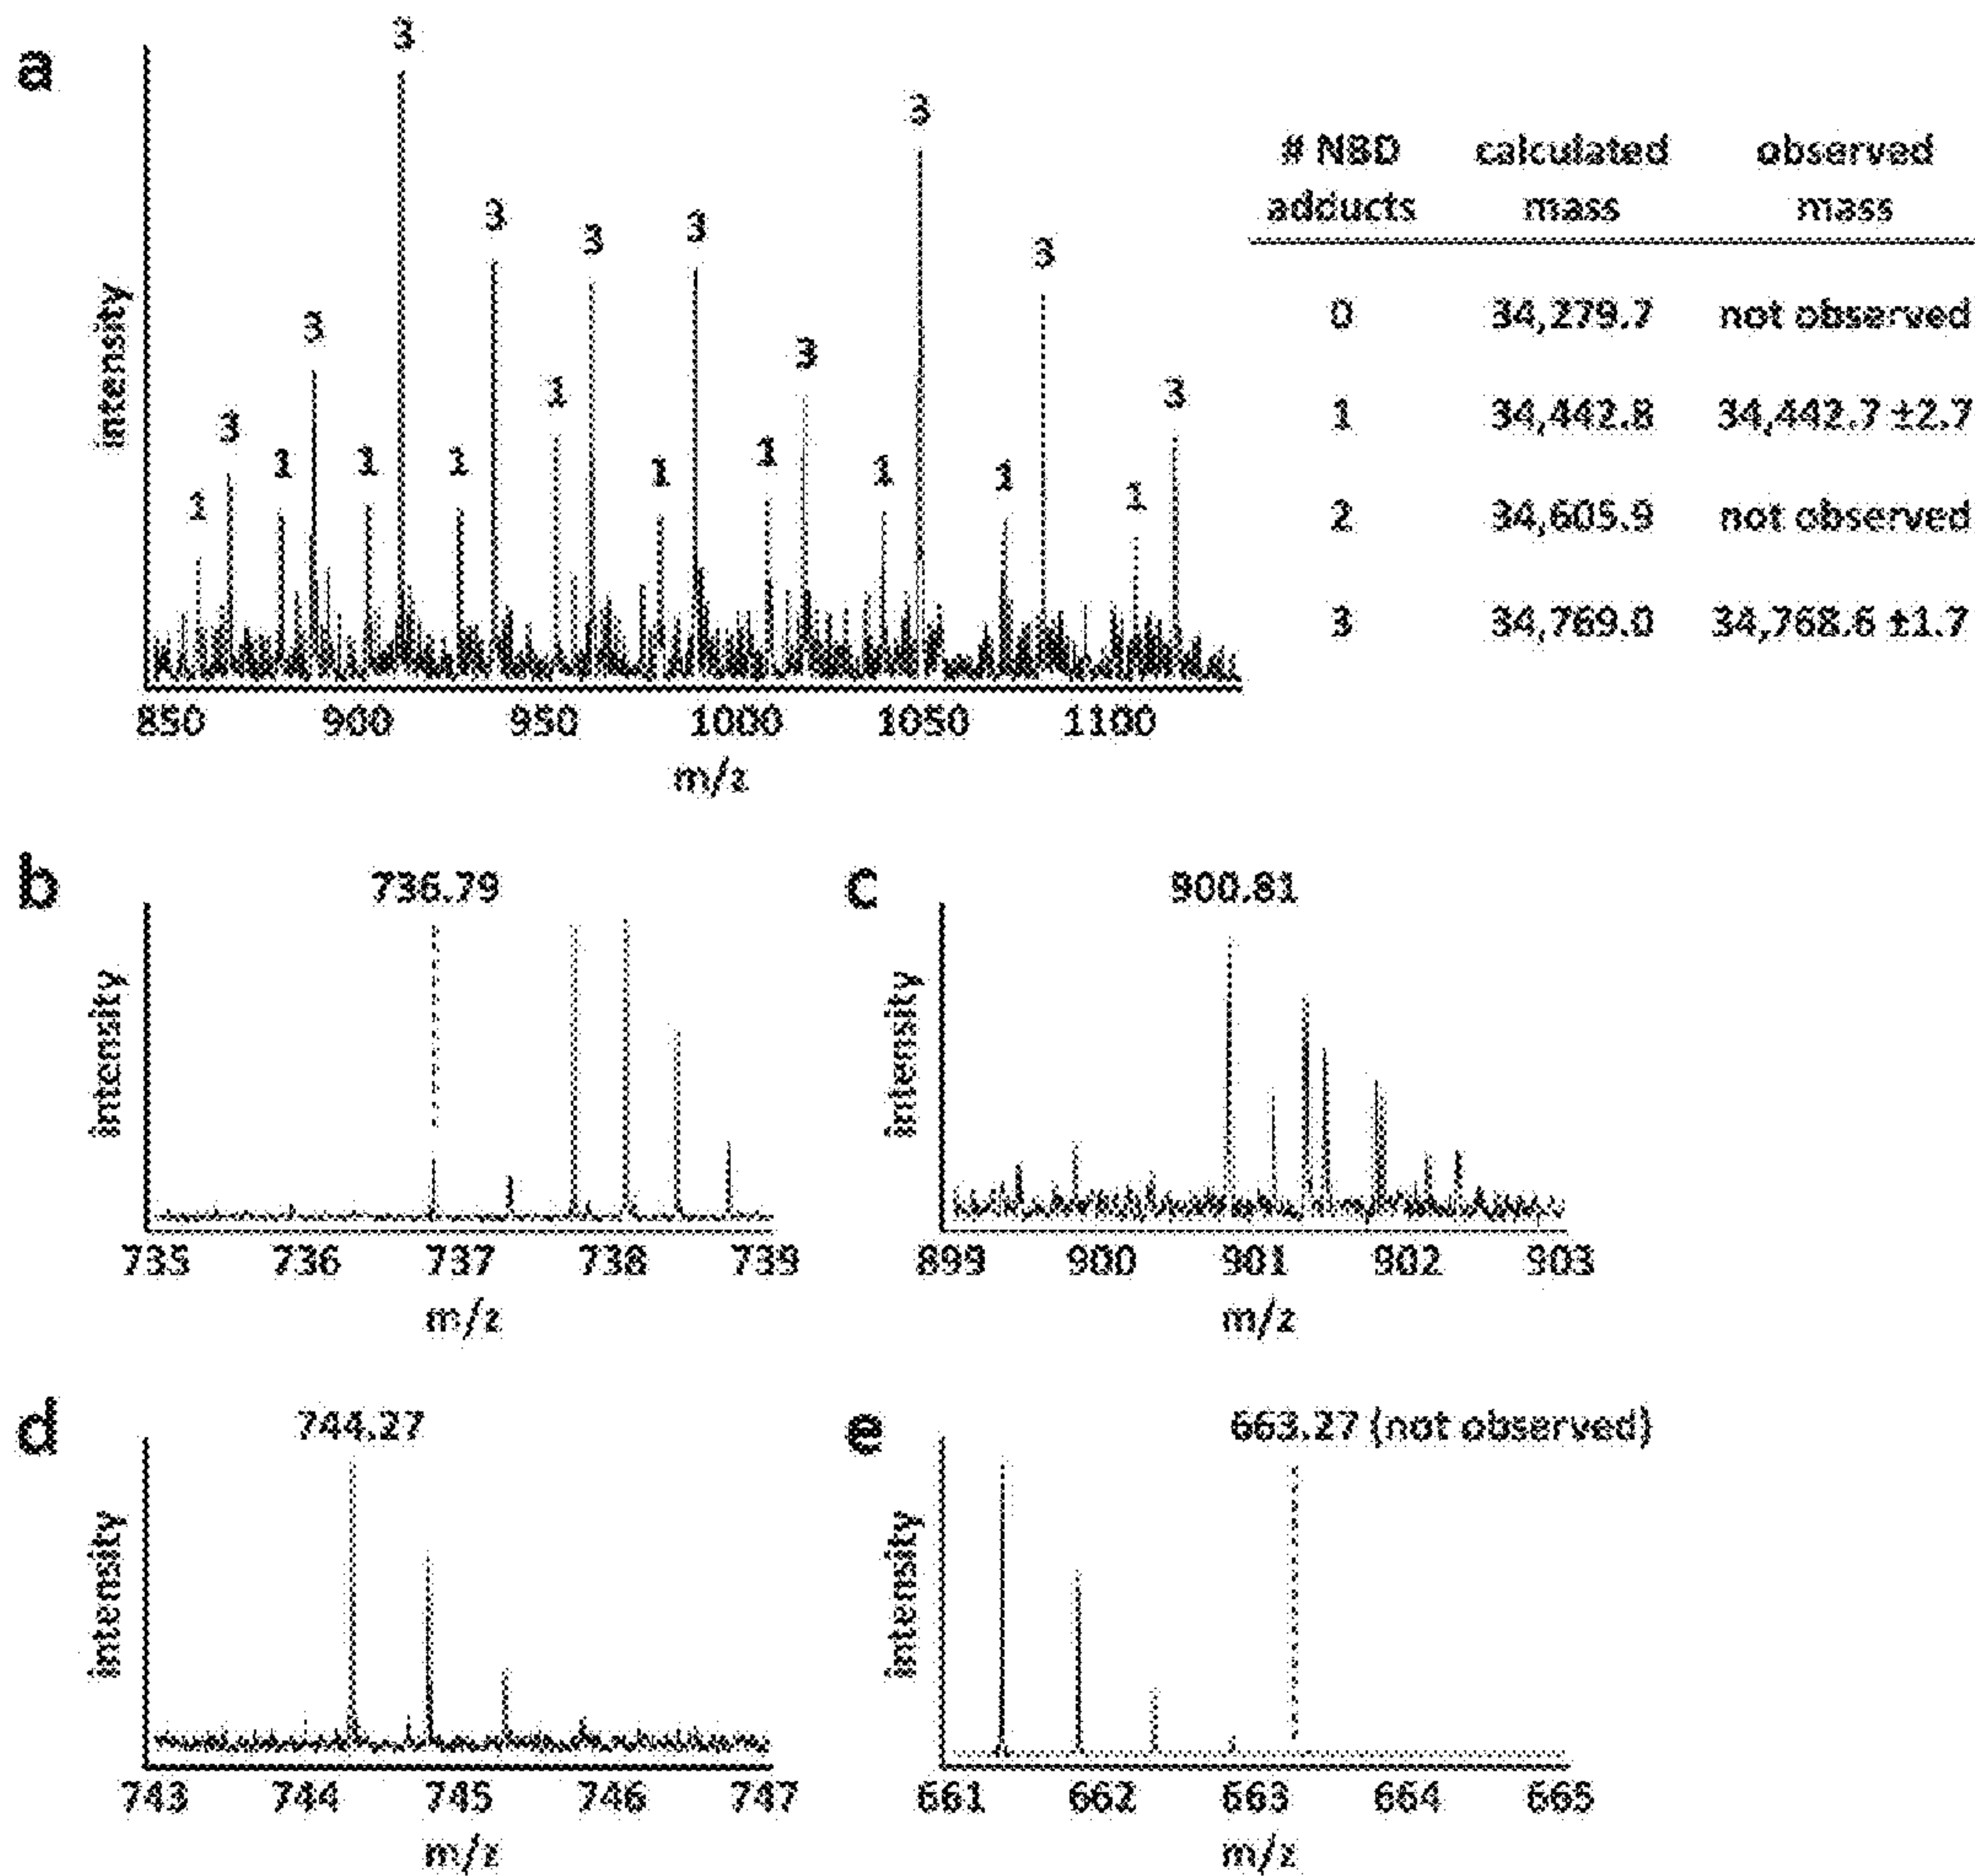 a
intensity
3
3
3
3
3
3
3
3
3
3
1
1
1
1
1
1
1
1
1
1
850 900 950 1000 1050 1100
m/z
# NBD calculated observed
adducts mass mass
0 34,279.7 not observed
1 34,442.8 34,442.7 ±2.7
2 34,605.9 not observed
3 34,769.0 34,768.6 ±1.7
b
736.79
intensity
735 736 737 738 739
m/z
c
900.81
intensity
899 900 901 902 903
m/z
d
744.27
intensity
743 744 745 746 747
m/z
e
663.27 (not observed)
intensity
661 662 663 664 665
m/z